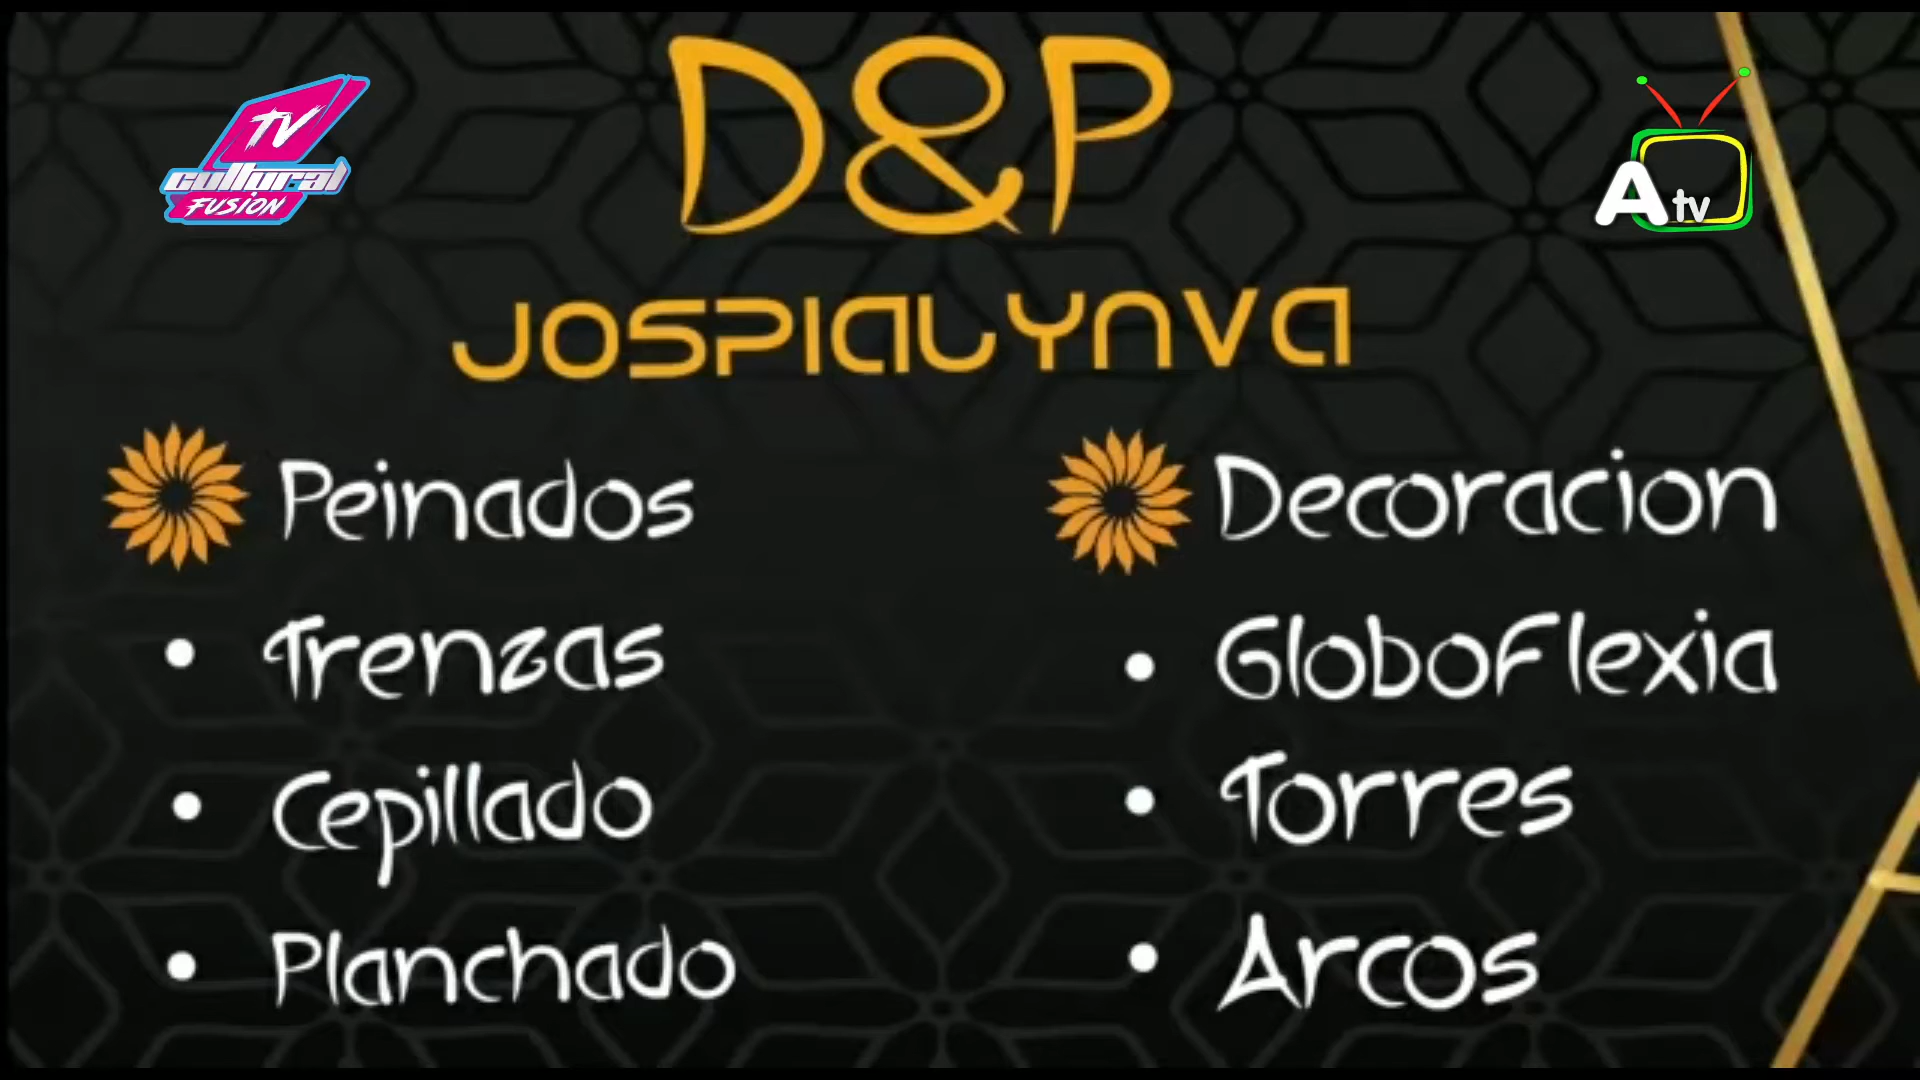 D&P
JOSPIALYNVA
TV
cultural
FUSION
Atv
Peinados
Trenzas
Cepillado
Planchado
Decoracion
GloboFlexia
Torres
Arcos